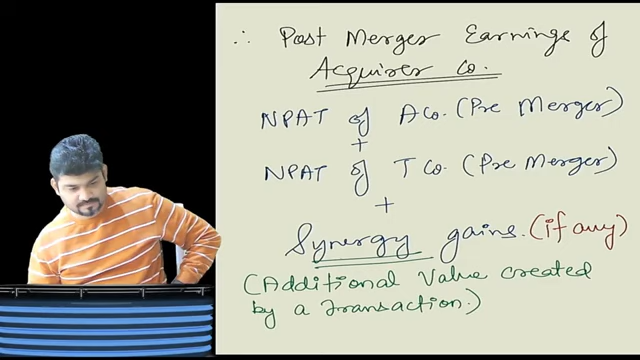 ∴ Post Merger Earnings of
Acquirer Co.
NPAT of A Co. (Pre Merger)
+
NPAT of T Co. (Pre Merger)
+
Synergy gains. (if any)
(Additional Value created
by a transaction.)